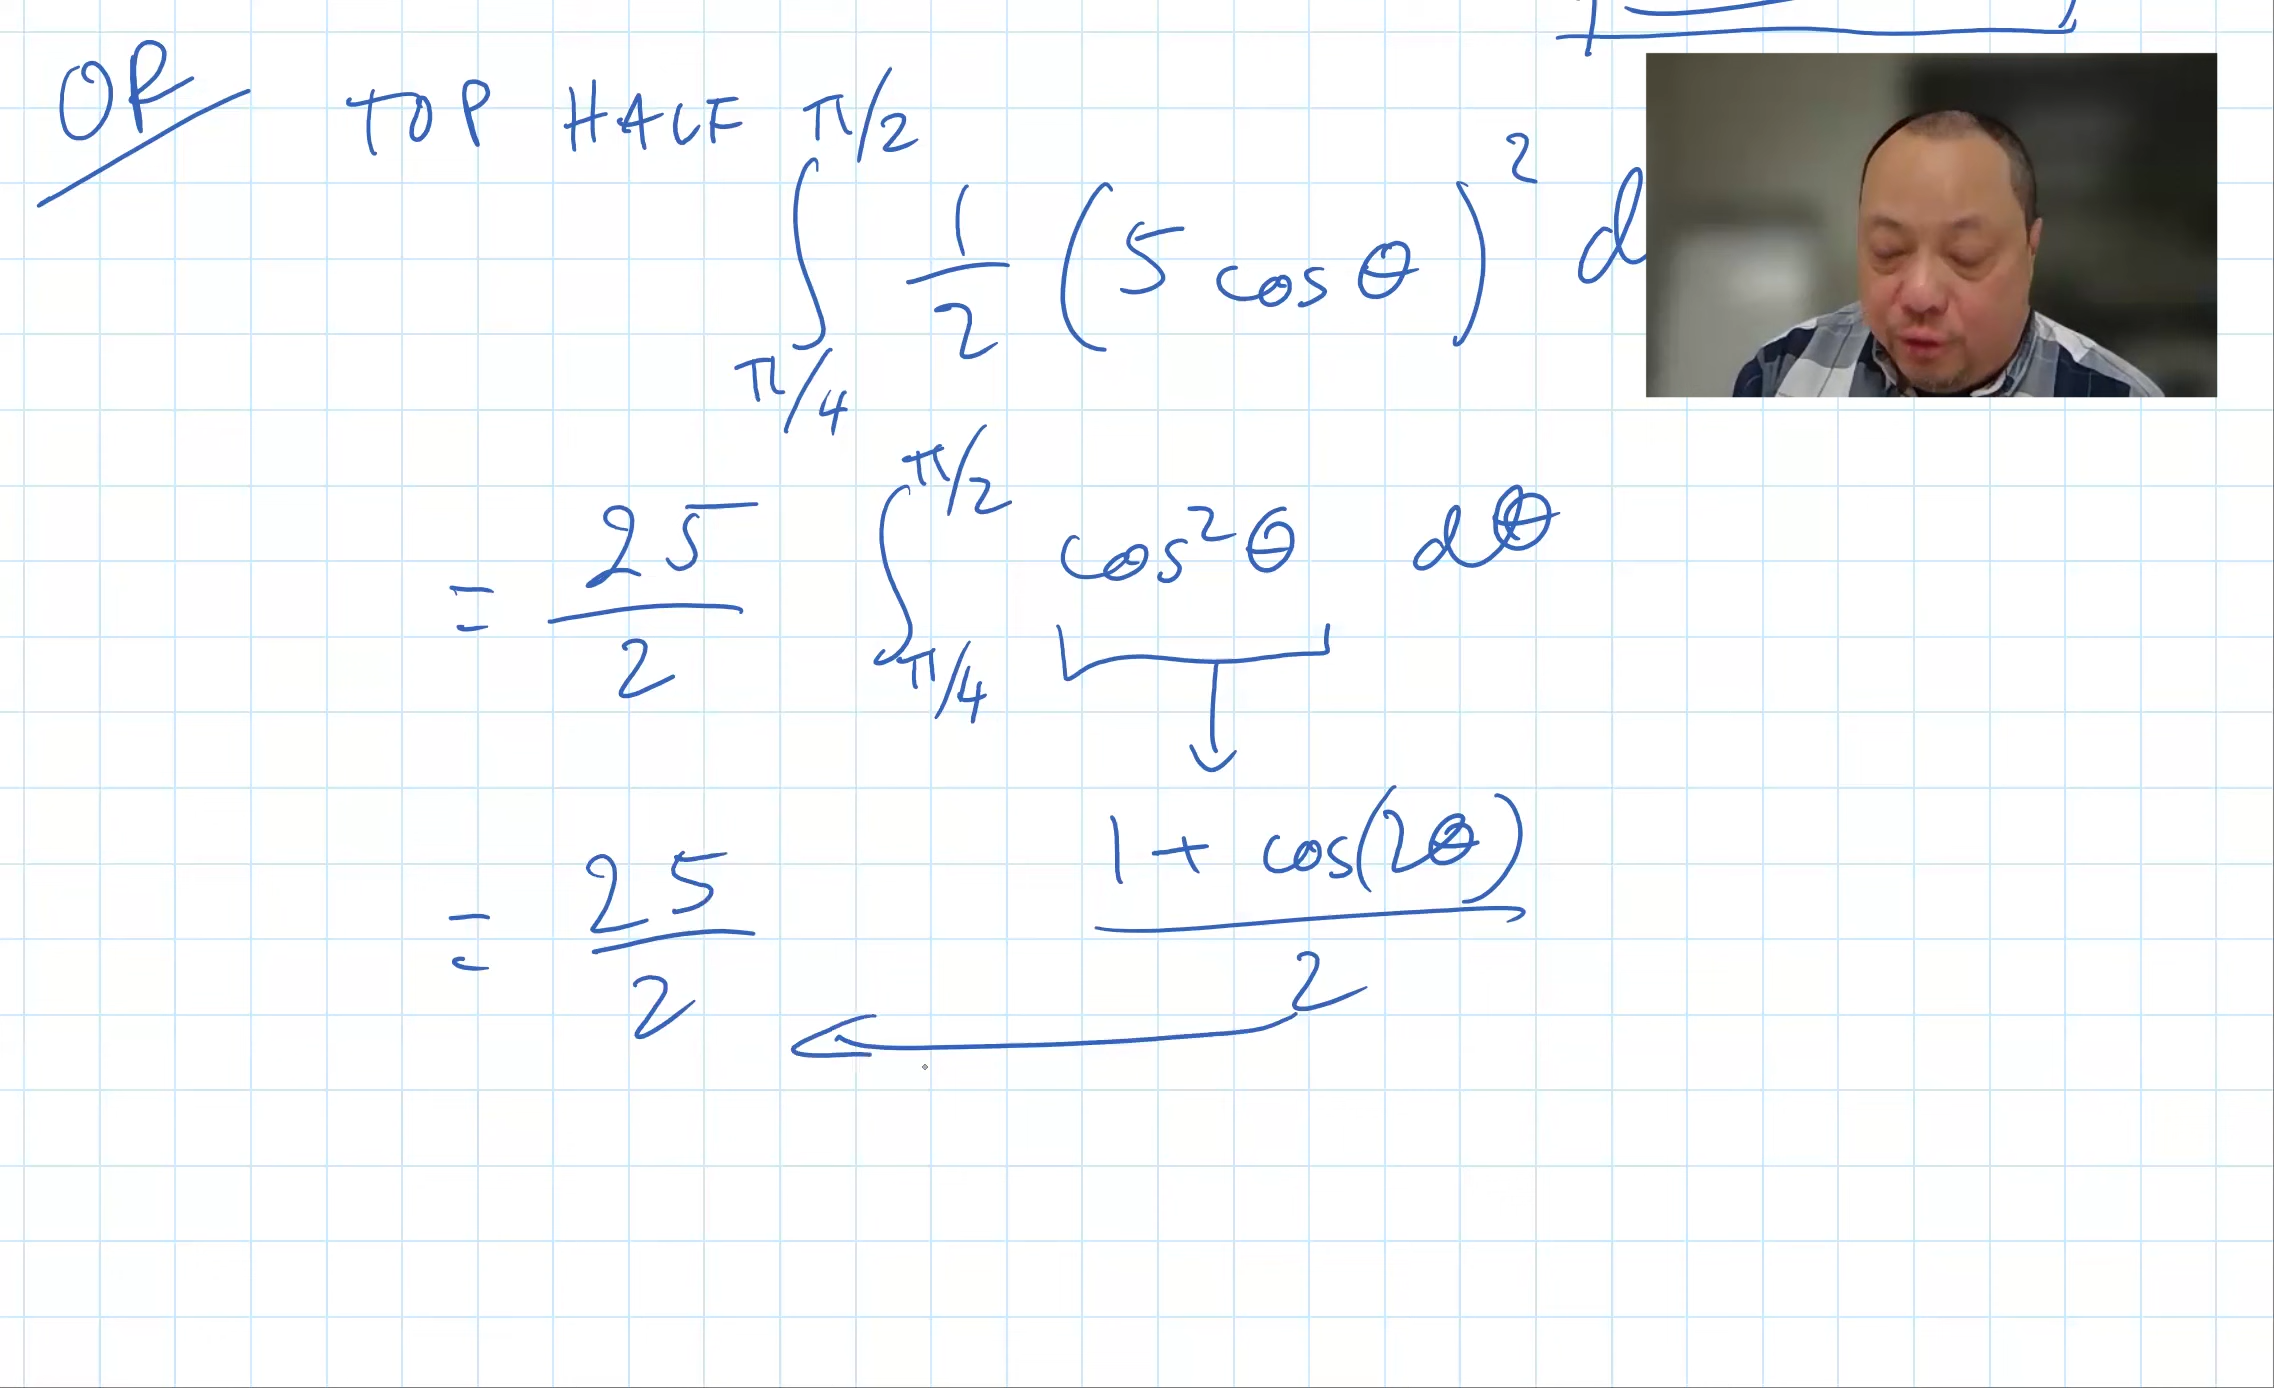 OR TOP HALF
∫_{π/4}^{π/2} 1/2 (5 cos θ)² d
= 25/2 ∫_{π/4}^{π/2} cos²θ dθ
= 25/2 (1 + cos(2θ))/2